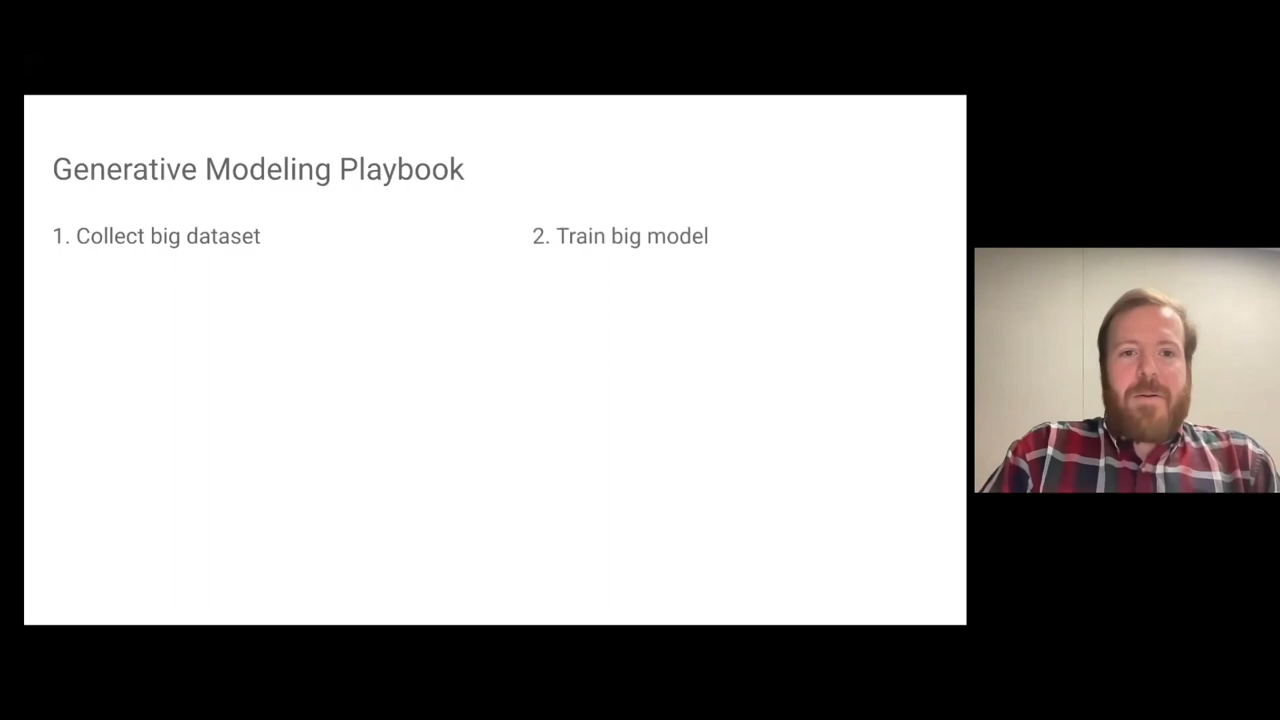 Generative Modeling Playbook
1. Collect big dataset
2. Train big model